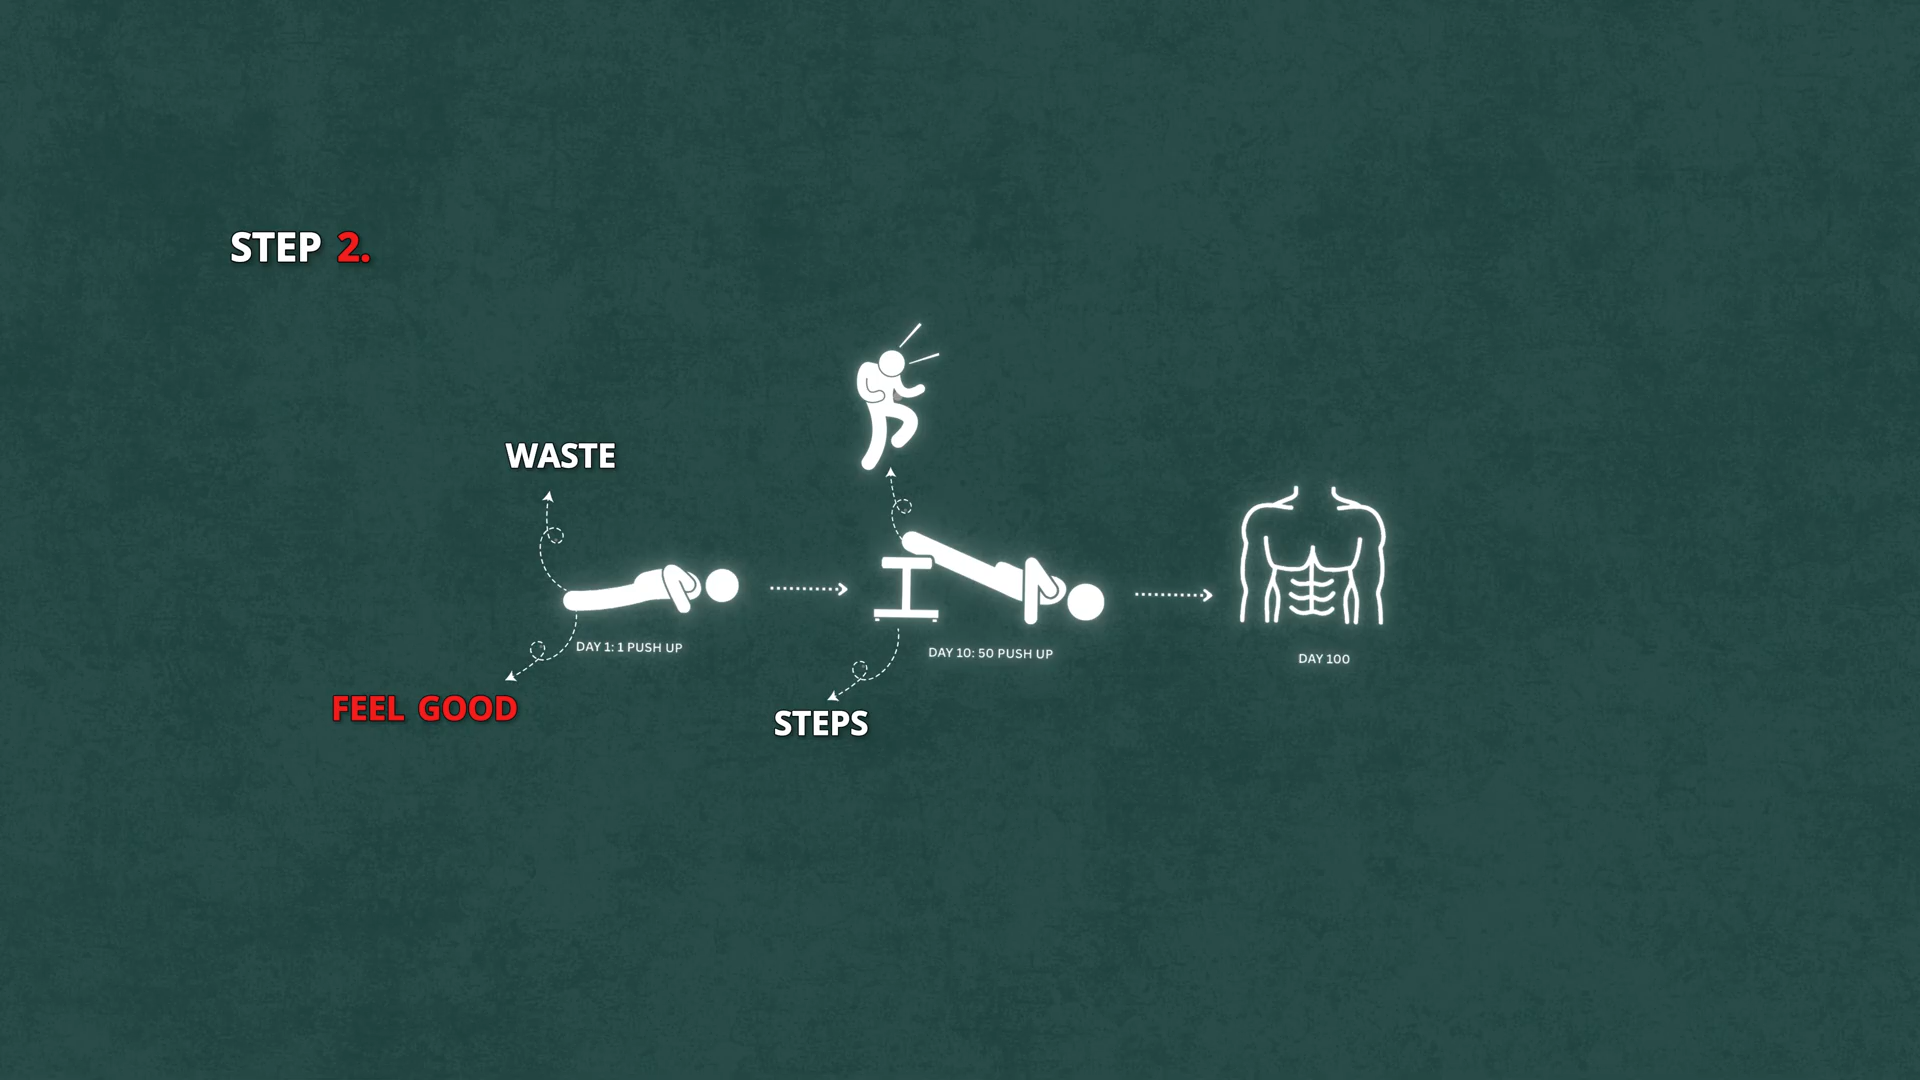 STEP 2.
WASTE
DAY 1: 1 PUSH UP
DAY 10: 50 PUSH UP
DAY 100
FEEL GOOD
STEPS